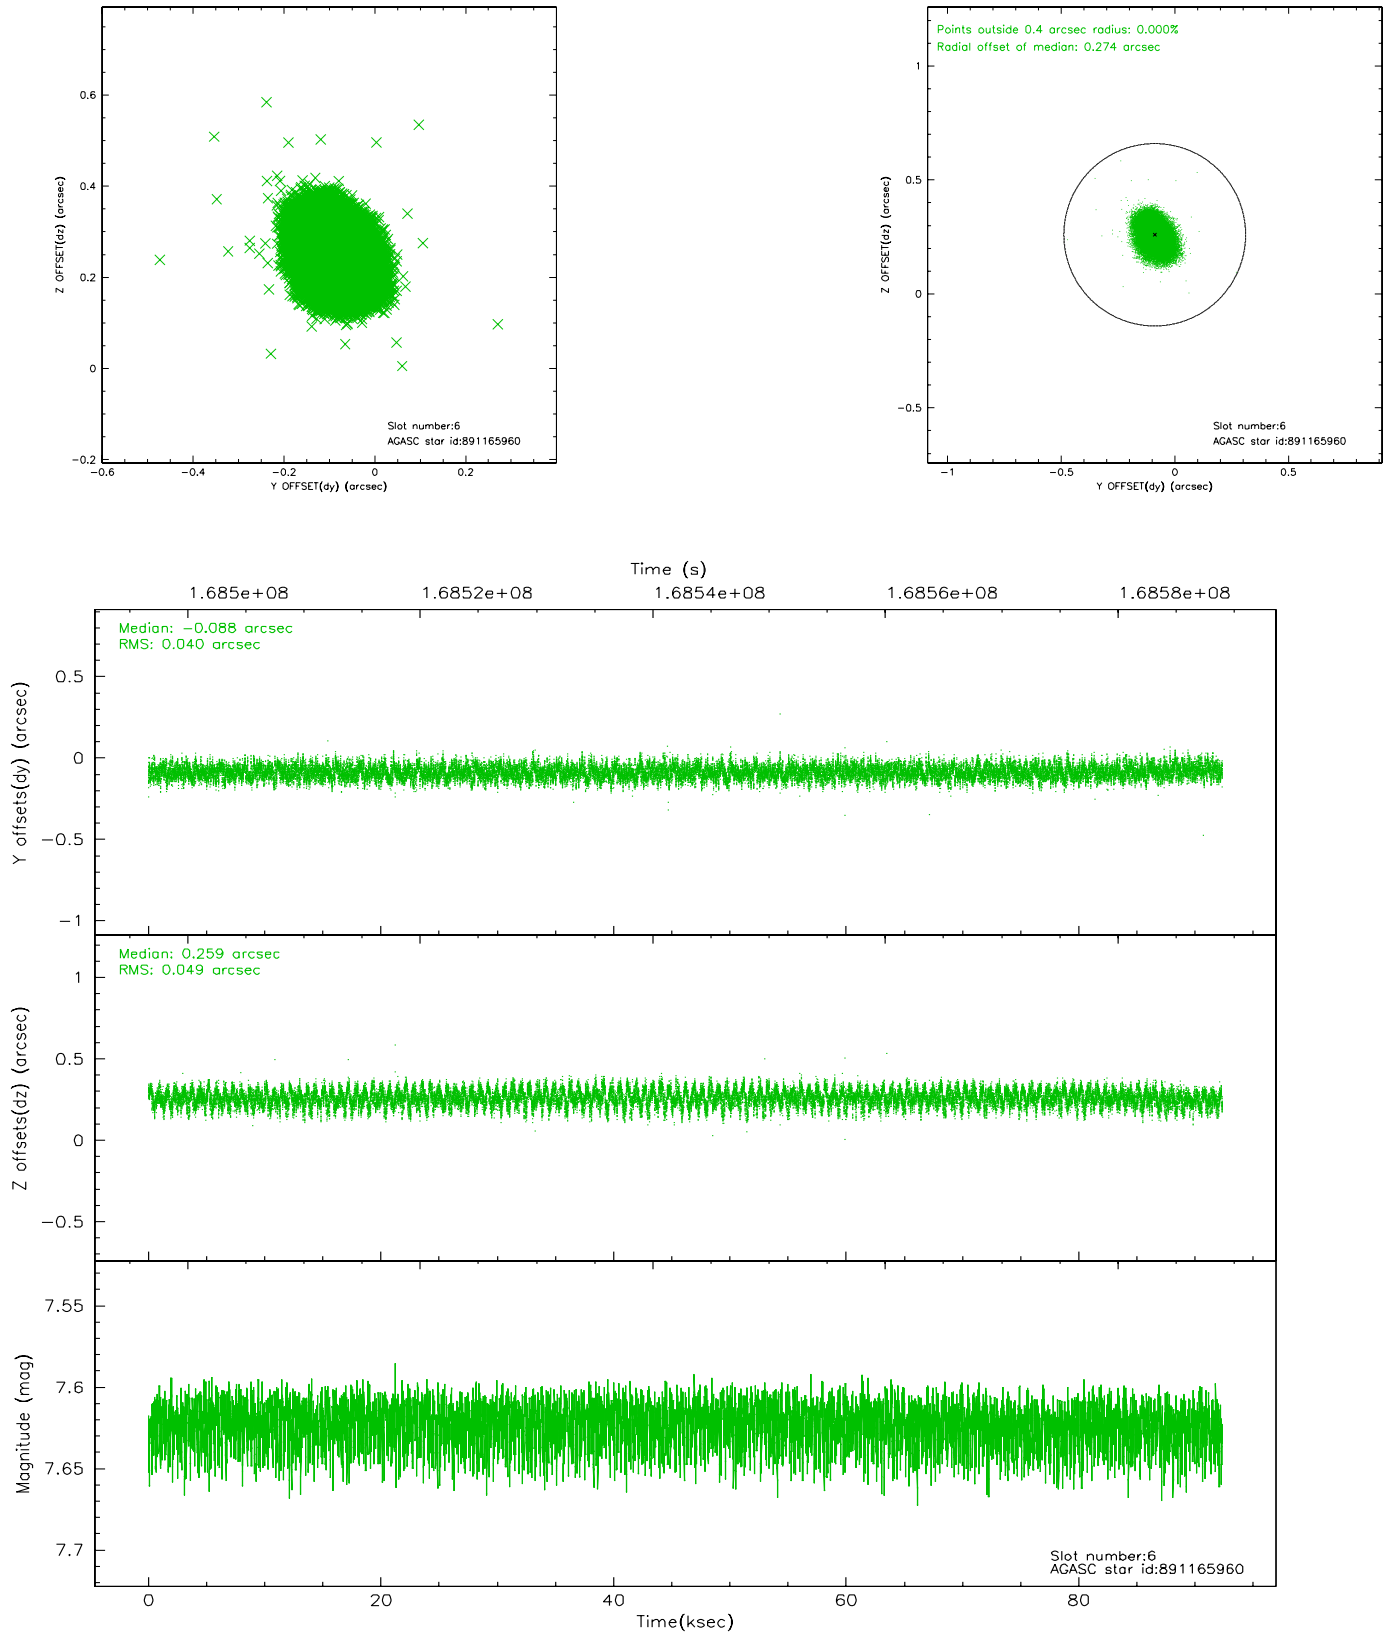 0.6
0.4
0.2
0
−0.2
−0.6
−0.4
−0.2
0
0.2
Z OFFSET(dz) (arcsec)
Y OFFSET(dy) (arcsec)
Slot number:6
AGASC star id:891165960
Points outside 0.4 arcsec radius: 0.000%
Radial offset of median: 0.274 arcsec
1
0.5
0
−0.5
−1
−0.5
0
0.5
Z OFFSET(dz) (arcsec)
Y OFFSET(dy) (arcsec)
Slot number:6
AGASC star id:891165960
Time (s)
1.685e+08 1.6852e+08 1.6854e+08 1.6856e+08 1.6858e+08
Median: −0.088 arcsec
RMS: 0.040 arcsec
0.5
0
−0.5
−1
Y offsets(dy) (arcsec)
Median: 0.259 arcsec
RMS: 0.049 arcsec
1
0.5
0
−0.5
Z offsets(dz) (arcsec)
7.55
7.6
7.65
7.7
Magnitude (mag)
Slot number:6
AGASC star id:891165960
0 20 40 60 80
Time(ksec)